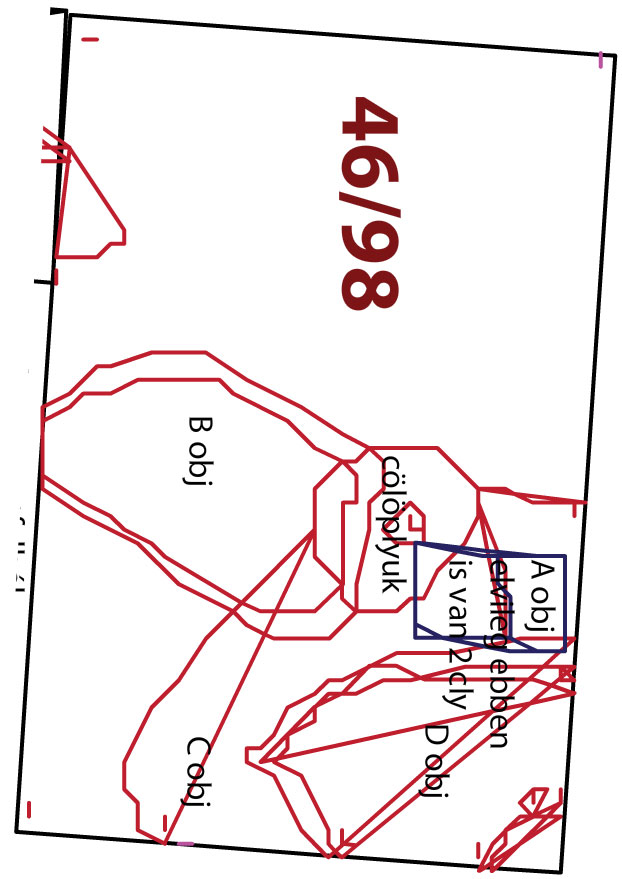 46/98
A obj
elvileg ebben
is van 2 cly
cölöplyuk
B obj
D obj
C obj